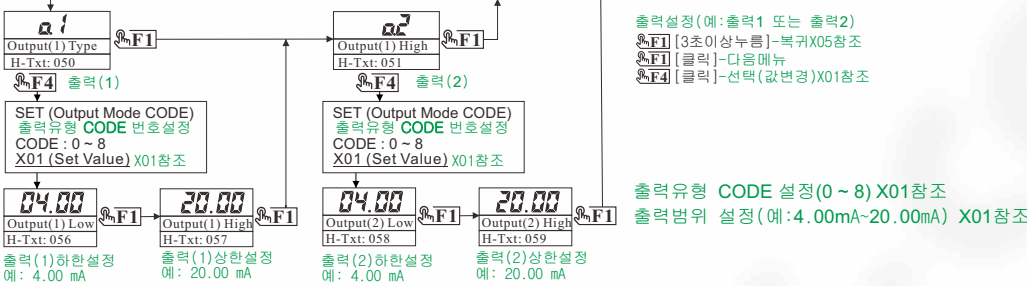 o.1
Output(1) Type
H-Txt: 050
F1
F4 출력(1)
SET (Output Mode CODE)
출력유형 CODE 번호설정
CODE : 0 ~ 8
X01 (Set Value) X01참조
04.00
Output(1) Low
H-Txt: 056
F1
출력(1)하한설정
예: 4.00 mA
20.00
Output(1) High
H-Txt: 057
F1
출력(1)상한설정
예: 20.00 mA
o.2
Output(1) High
H-Txt: 051
F1
F4 출력(2)
SET (Output Mode CODE)
출력유형 CODE 번호설정
CODE : 0 ~ 8
X01 (Set Value) X01참조
04.00
Output(2) Low
H-Txt: 058
F1
출력(2)하한설정
예: 4.00 mA
20.00
Output(2) High
H-Txt: 059
F1
출력(2)상한설정
예: 20.00 mA
출력설정(예:출력1 또는 출력2)
F1 [3초이상누름]-복귀X05참조
F1 [클릭]-다음메뉴
F4 [클릭]-선택(값변경)X01참조
출력유형 CODE 설정(0 ~ 8) X01참조
출력범위 설정(예:4.00mA~20.00mA) X01참조